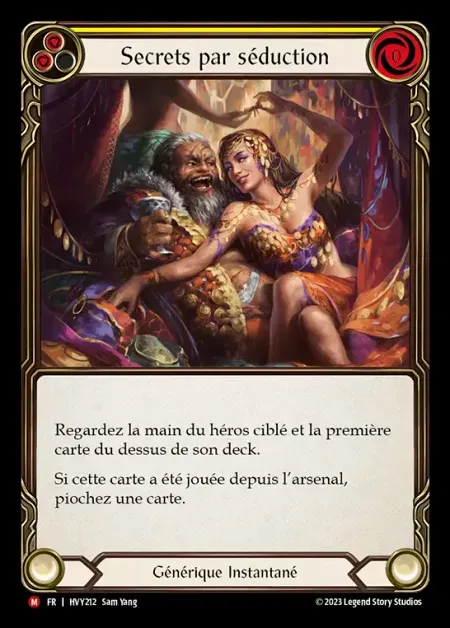 Secrets par séduction
0
Regardez la main du héros ciblé et la première
carte du dessus de son deck.
Si cette carte a été jouée depuis l'arsenal,
piochez une carte.
Générique Instantané
M FR | HVY212 Sam Yang
© 2023 Legend Story Studios